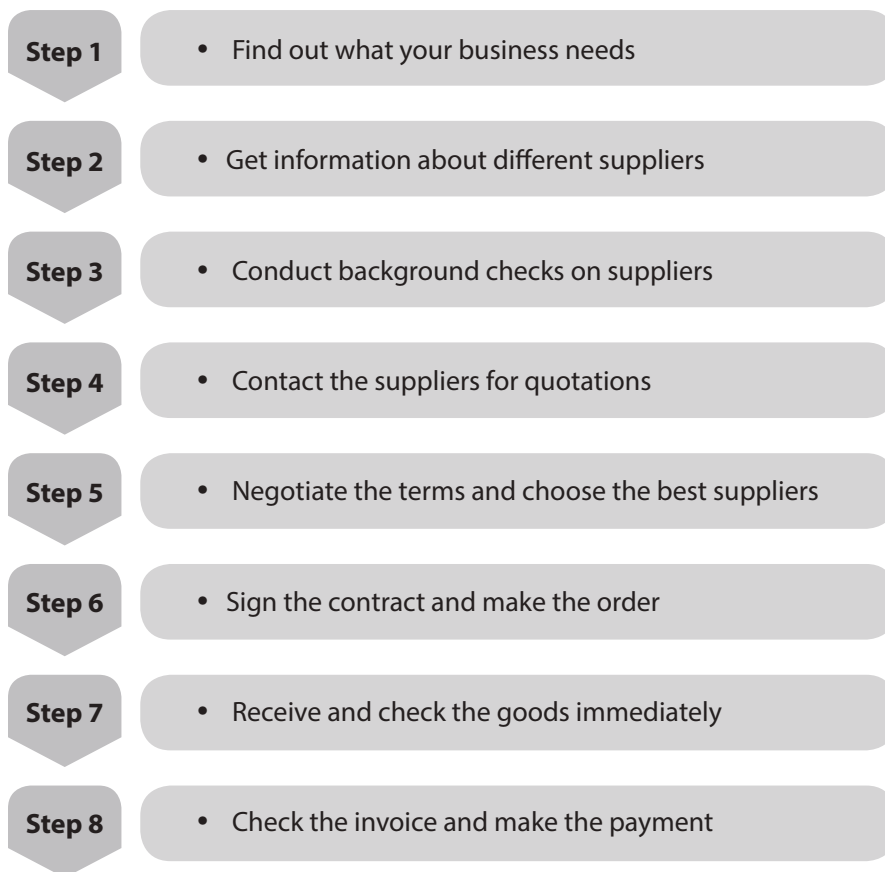 Step 1 • Find out what your business needs
Step 2 • Get information about different suppliers
Step 3 • Conduct background checks on suppliers
Step 4 • Contact the suppliers for quotations
Step 5 • Negotiate the terms and choose the best suppliers
Step 6 • Sign the contract and make the order
Step 7 • Receive and check the goods immediately
Step 8 • Check the invoice and make the payment